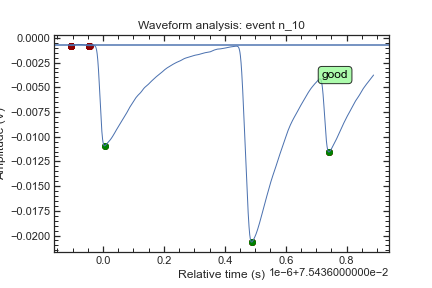 Waveform analysis: event n_10
0.0000
−0.0025
−0.0050
−0.0075
−0.0100
−0.0125
−0.0150
−0.0175
−0.0200
Amplitude (V)
good
0.0 0.2 0.4 0.6 0.8
Relative time (s) 1e−6+7.5436000000e−2